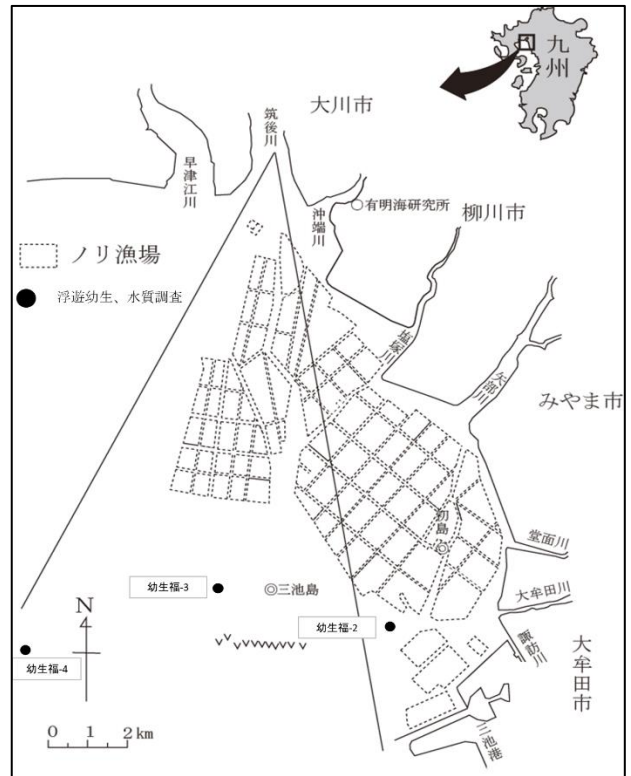 九州
大川市
筑後川
早津江川
沖端川
有明海研究所
柳川市
ノリ漁場
浮遊幼生、水質調査
塩塚川
矢部川
みやま市
初島
堂面川
幼生福-3
三池島
大牟田川
N
幼生福-2
諏訪川
大牟田市
幼生福-4
0 1 2km
三池港